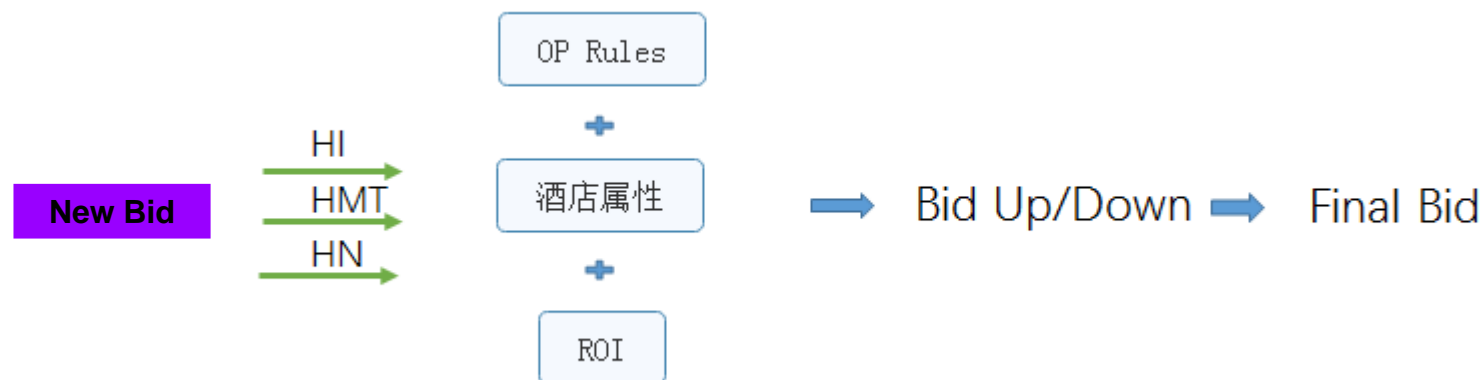 OP Rules
HI
New Bid
HMT
酒店属性
Bid Up/Down
Final Bid
HN
ROI